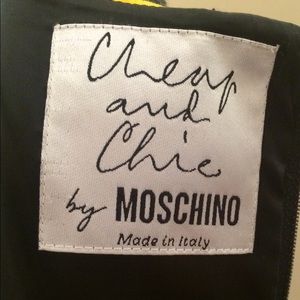 Cheap
and
Chic
by MOSCHINO
Made in Italy